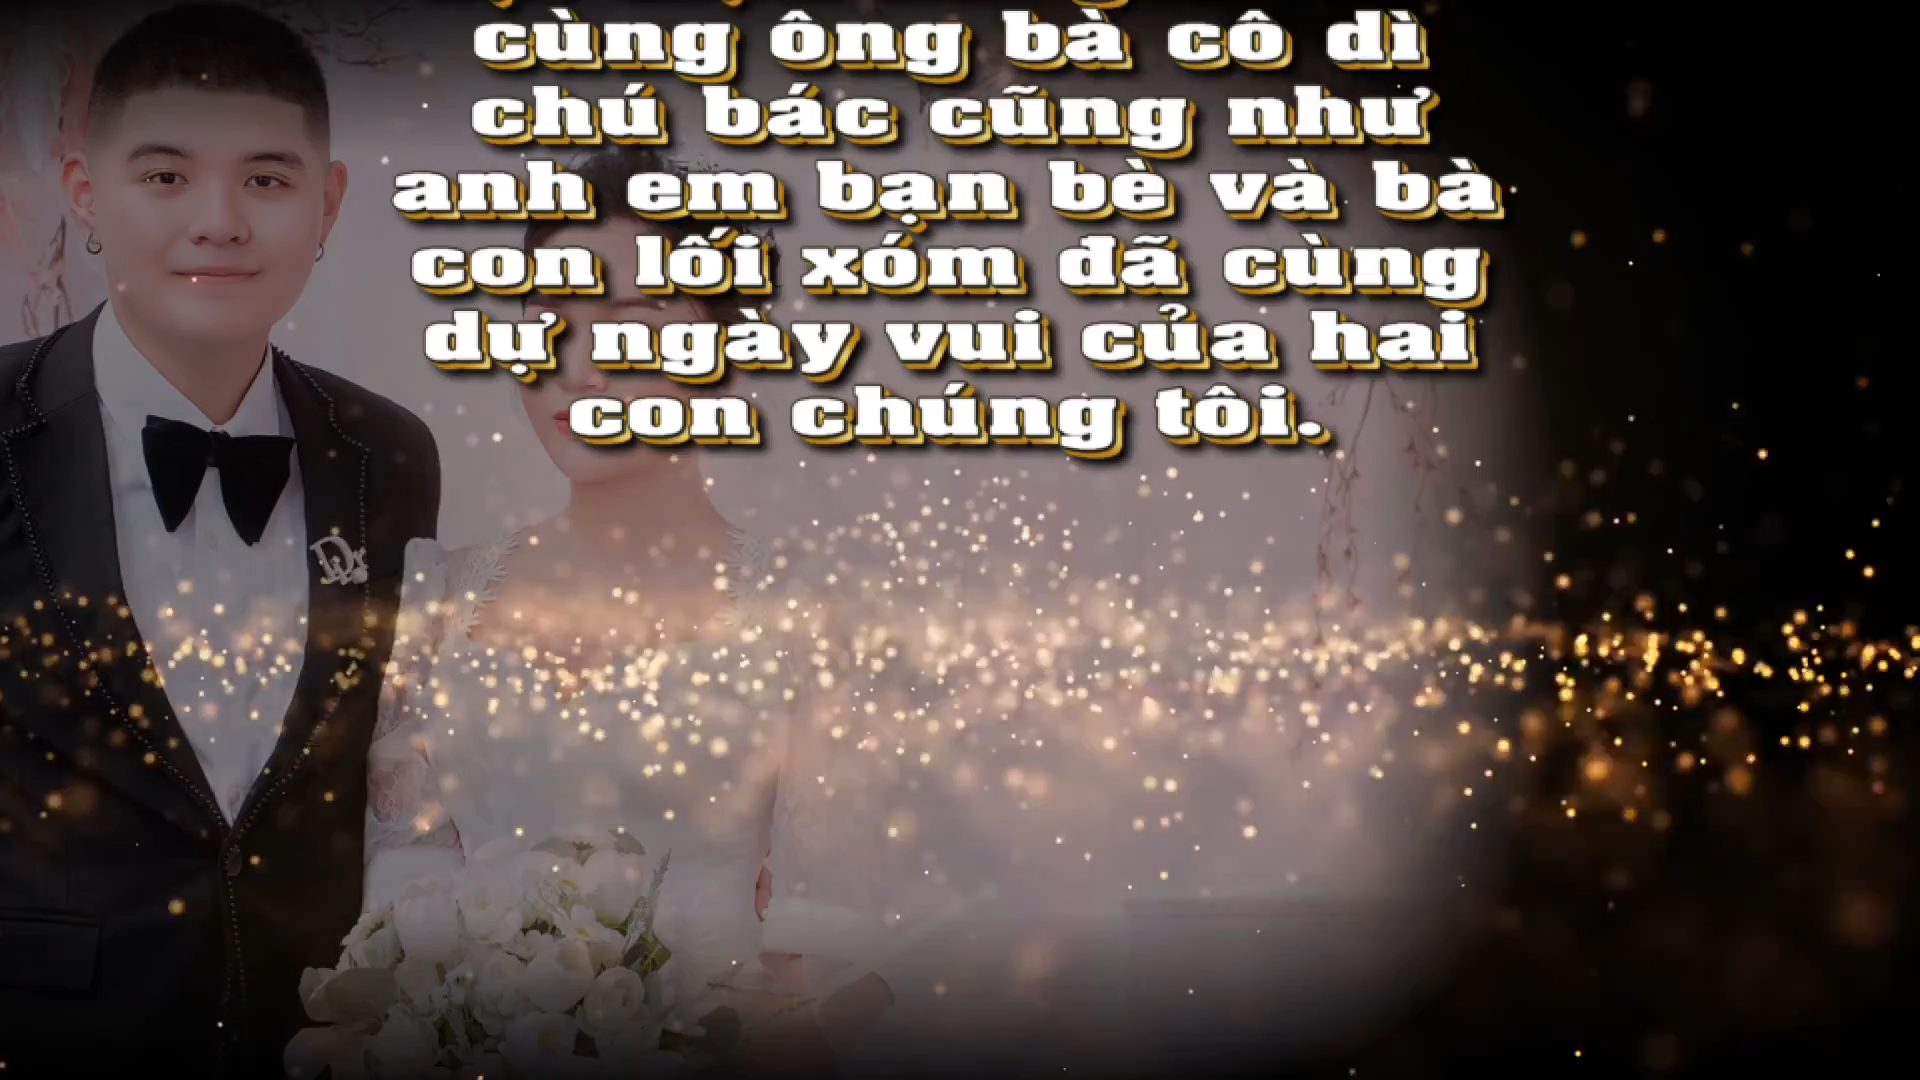 cùng ông bà cô dì
chú bác cũng như
anh em bạn bè và bà
con lối xóm đã cùng
dự ngày vui của hai
con chúng tôi.